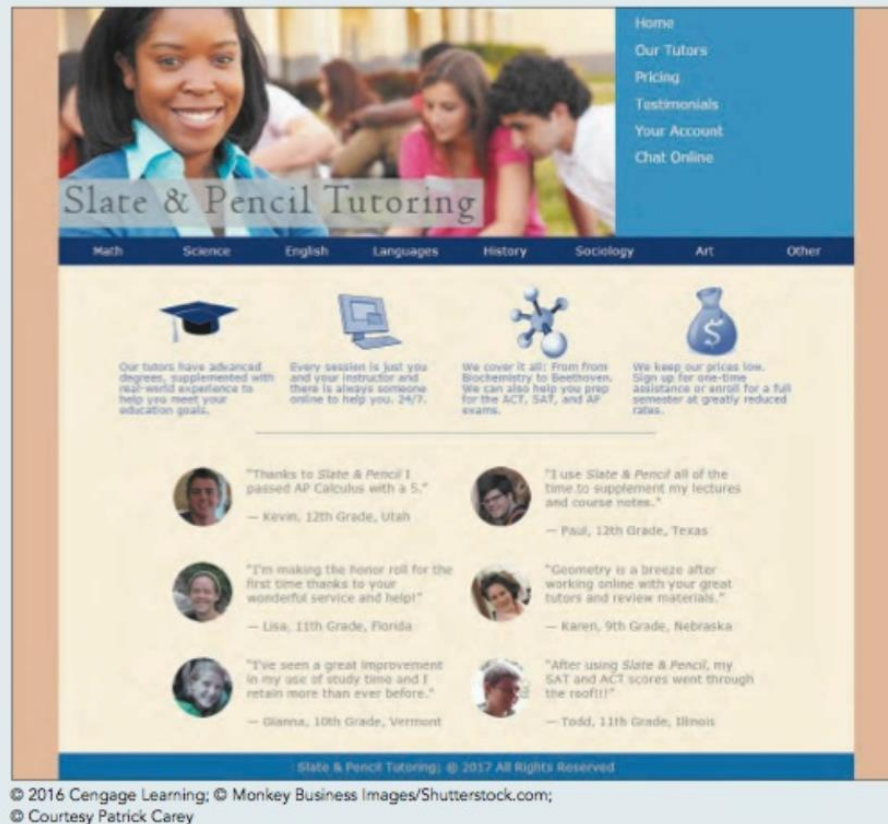 Home
Our Tutors
Pricing
Testimonials
Your Account
Chat Online
Slate & Pencil Tutoring
Math Science English Languages History Sociology Art Other
Our tutors have advanced
degrees, supplemented with
real-world experience to
help you meet your
education goals.
Every session is just you
and your instructor and
there is always someone
online to help you, 24/7.
We cover it all: From from
Biochemistry to Beethoven.
We can also help you prep
for the ACT, SAT, and AP
exams.
We keep our prices low.
Sign up for one-time
assistance or enroll for a full
semester at greatly reduced
rates.
"Thanks to Slate & Pencil I
passed AP Calculus with a 5."
— Kevin, 12th Grade, Utah
"I use Slate & Pencil all of the
time to supplement my lectures
and course notes."
— Paul, 12th Grade, Texas
"I'm making the honor roll for the
first time thanks to your
wonderful service and help!"
— Lisa, 11th Grade, Florida
"Geometry is a breeze after
working online with your great
tutors and review materials."
— Karen, 9th Grade, Nebraska
"I've seen a great improvement
in my use of study time and I
retain more than ever before."
— Gianna, 10th Grade, Vermont
"After using Slate & Pencil, my
SAT and ACT scores went through
the roof!!!"
— Todd, 11th Grade, Illinois
Slate & Pencil Tutoring; © 2017 All Rights Reserved
© 2016 Cengage Learning; © Monkey Business Images/Shutterstock.com;
© Courtesy Patrick Carey
$